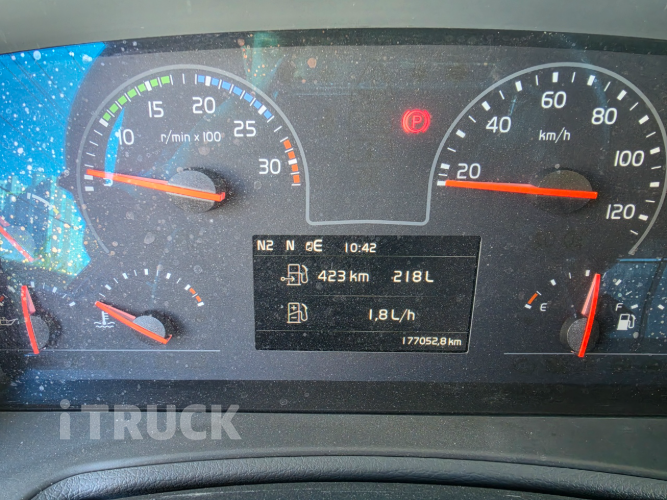 10 15 20 25 30
r/min x 100
20 40 60 80 100 120
km/h
P
N2 N E 10:42
423 km 218 L
1,8 L/h
177052,8 km
E F
iTRUCK